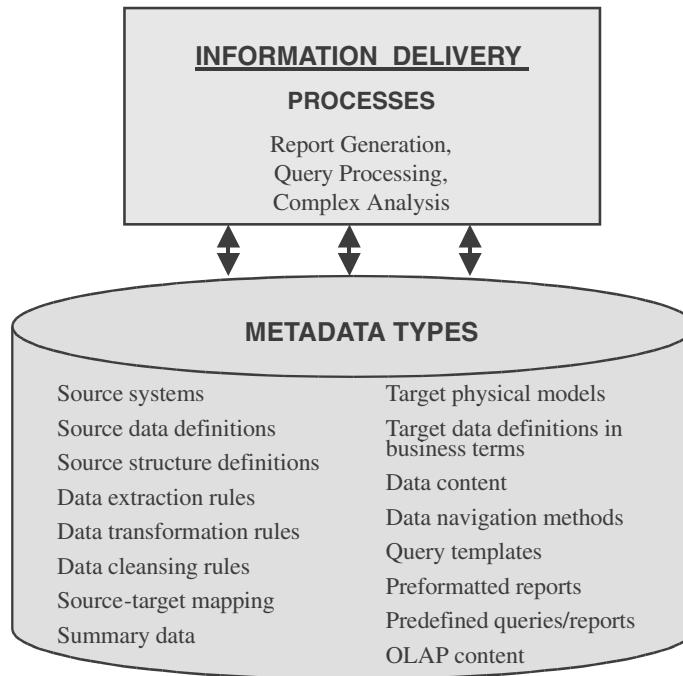 INFORMATION DELIVERY
PROCESSES
Report Generation,
Query Processing,
Complex Analysis
METADATA TYPES
Source systems
Source data definitions
Source structure definitions
Data extraction rules
Data transformation rules
Data cleansing rules
Source-target mapping
Summary data
Target physical models
Target data definitions in
business terms
Data content
Data navigation methods
Query templates
Preformatted reports
Predefined queries/reports
OLAP content